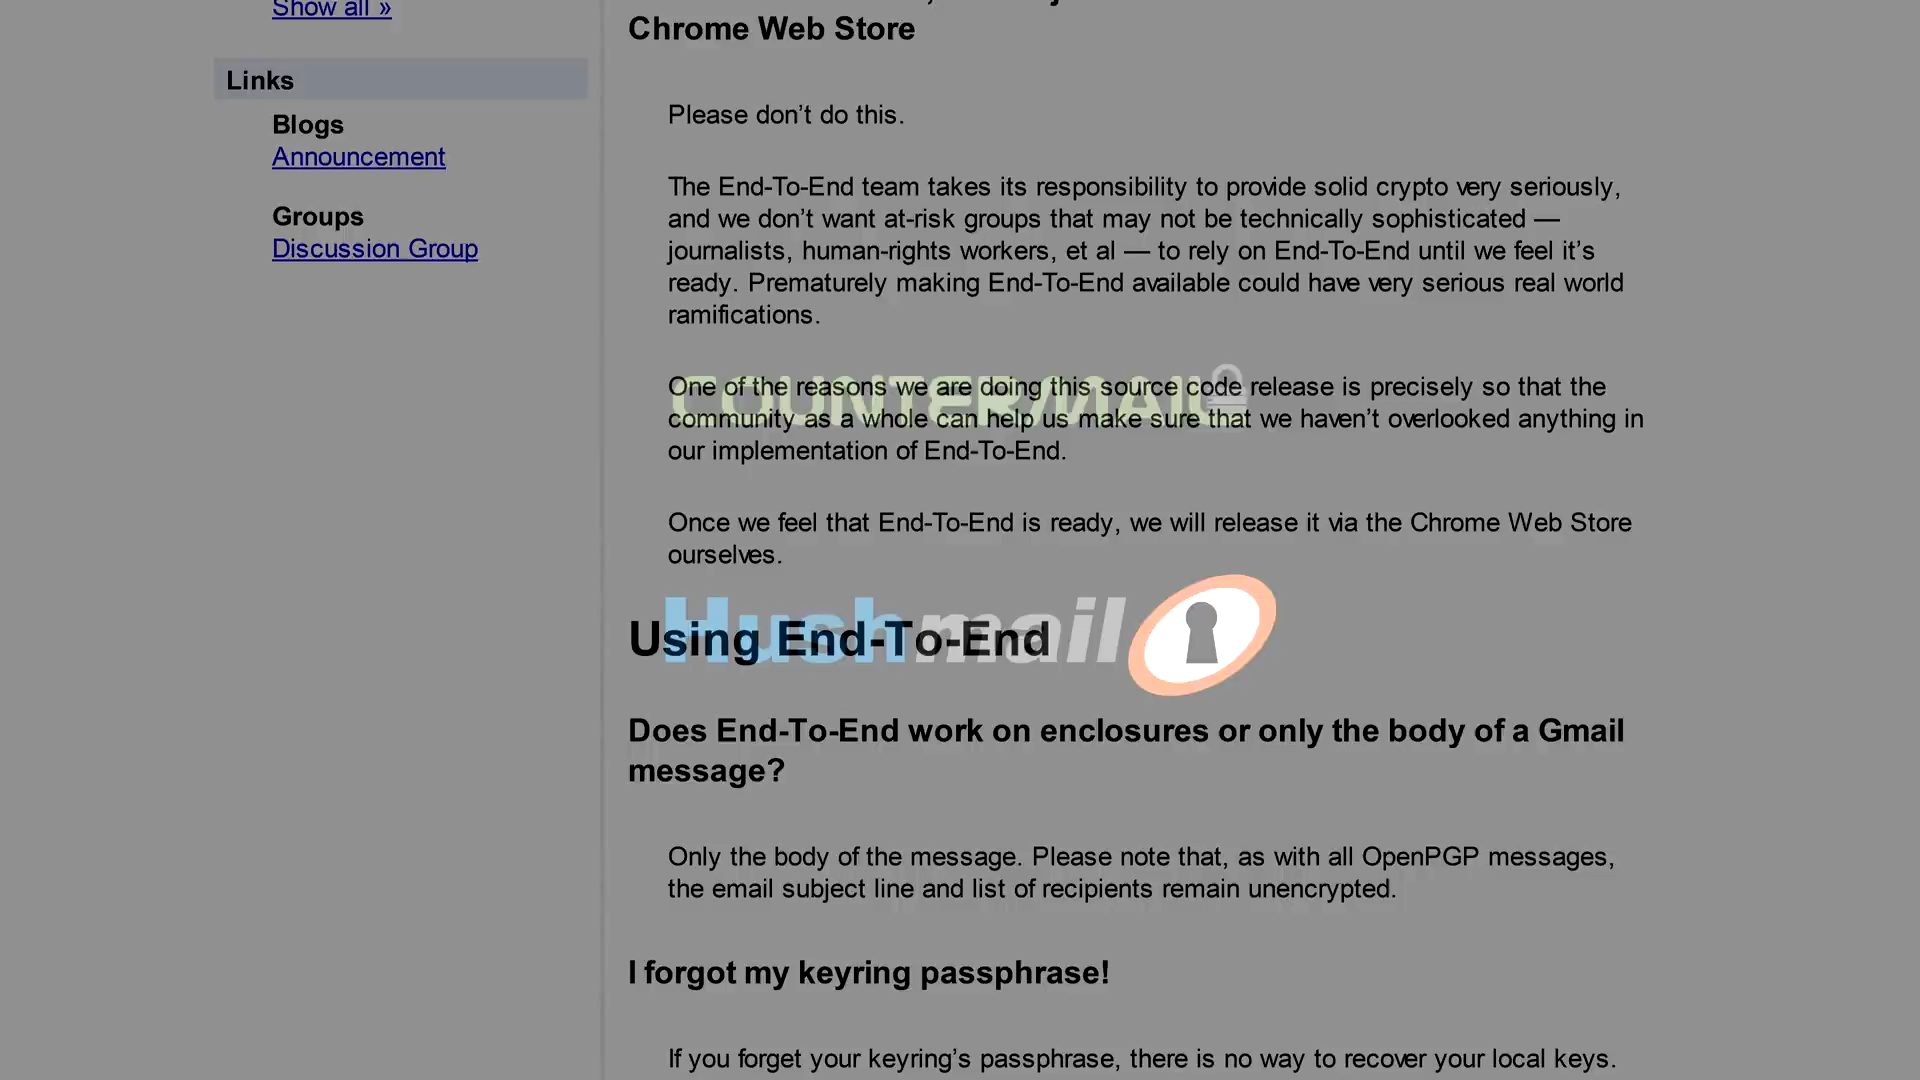 Show all »
Links
Blogs
Announcement
Groups
Discussion Group
Chrome Web Store
Please don’t do this.
The End-To-End team takes its responsibility to provide solid crypto very seriously,
and we don’t want at-risk groups that may not be technically sophisticated —
journalists, human-rights workers, et al — to rely on End-To-End until we feel it’s
ready. Prematurely making End-To-End available could have very serious real world
ramifications.
One of the reasons we are doing this source code release is precisely so that the
community as a whole can help us make sure that we haven’t overlooked anything in
our implementation of End-To-End.
COUNTERMAIL
Once we feel that End-To-End is ready, we will release it via the Chrome Web Store
ourselves.
Hushmail
Using End-To-End
Does End-To-End work on enclosures or only the body of a Gmail
message?
Only the body of the message. Please note that, as with all OpenPGP messages,
the email subject line and list of recipients remain unencrypted.
I forgot my keyring passphrase!
If you forget your keyring’s passphrase, there is no way to recover your local keys.